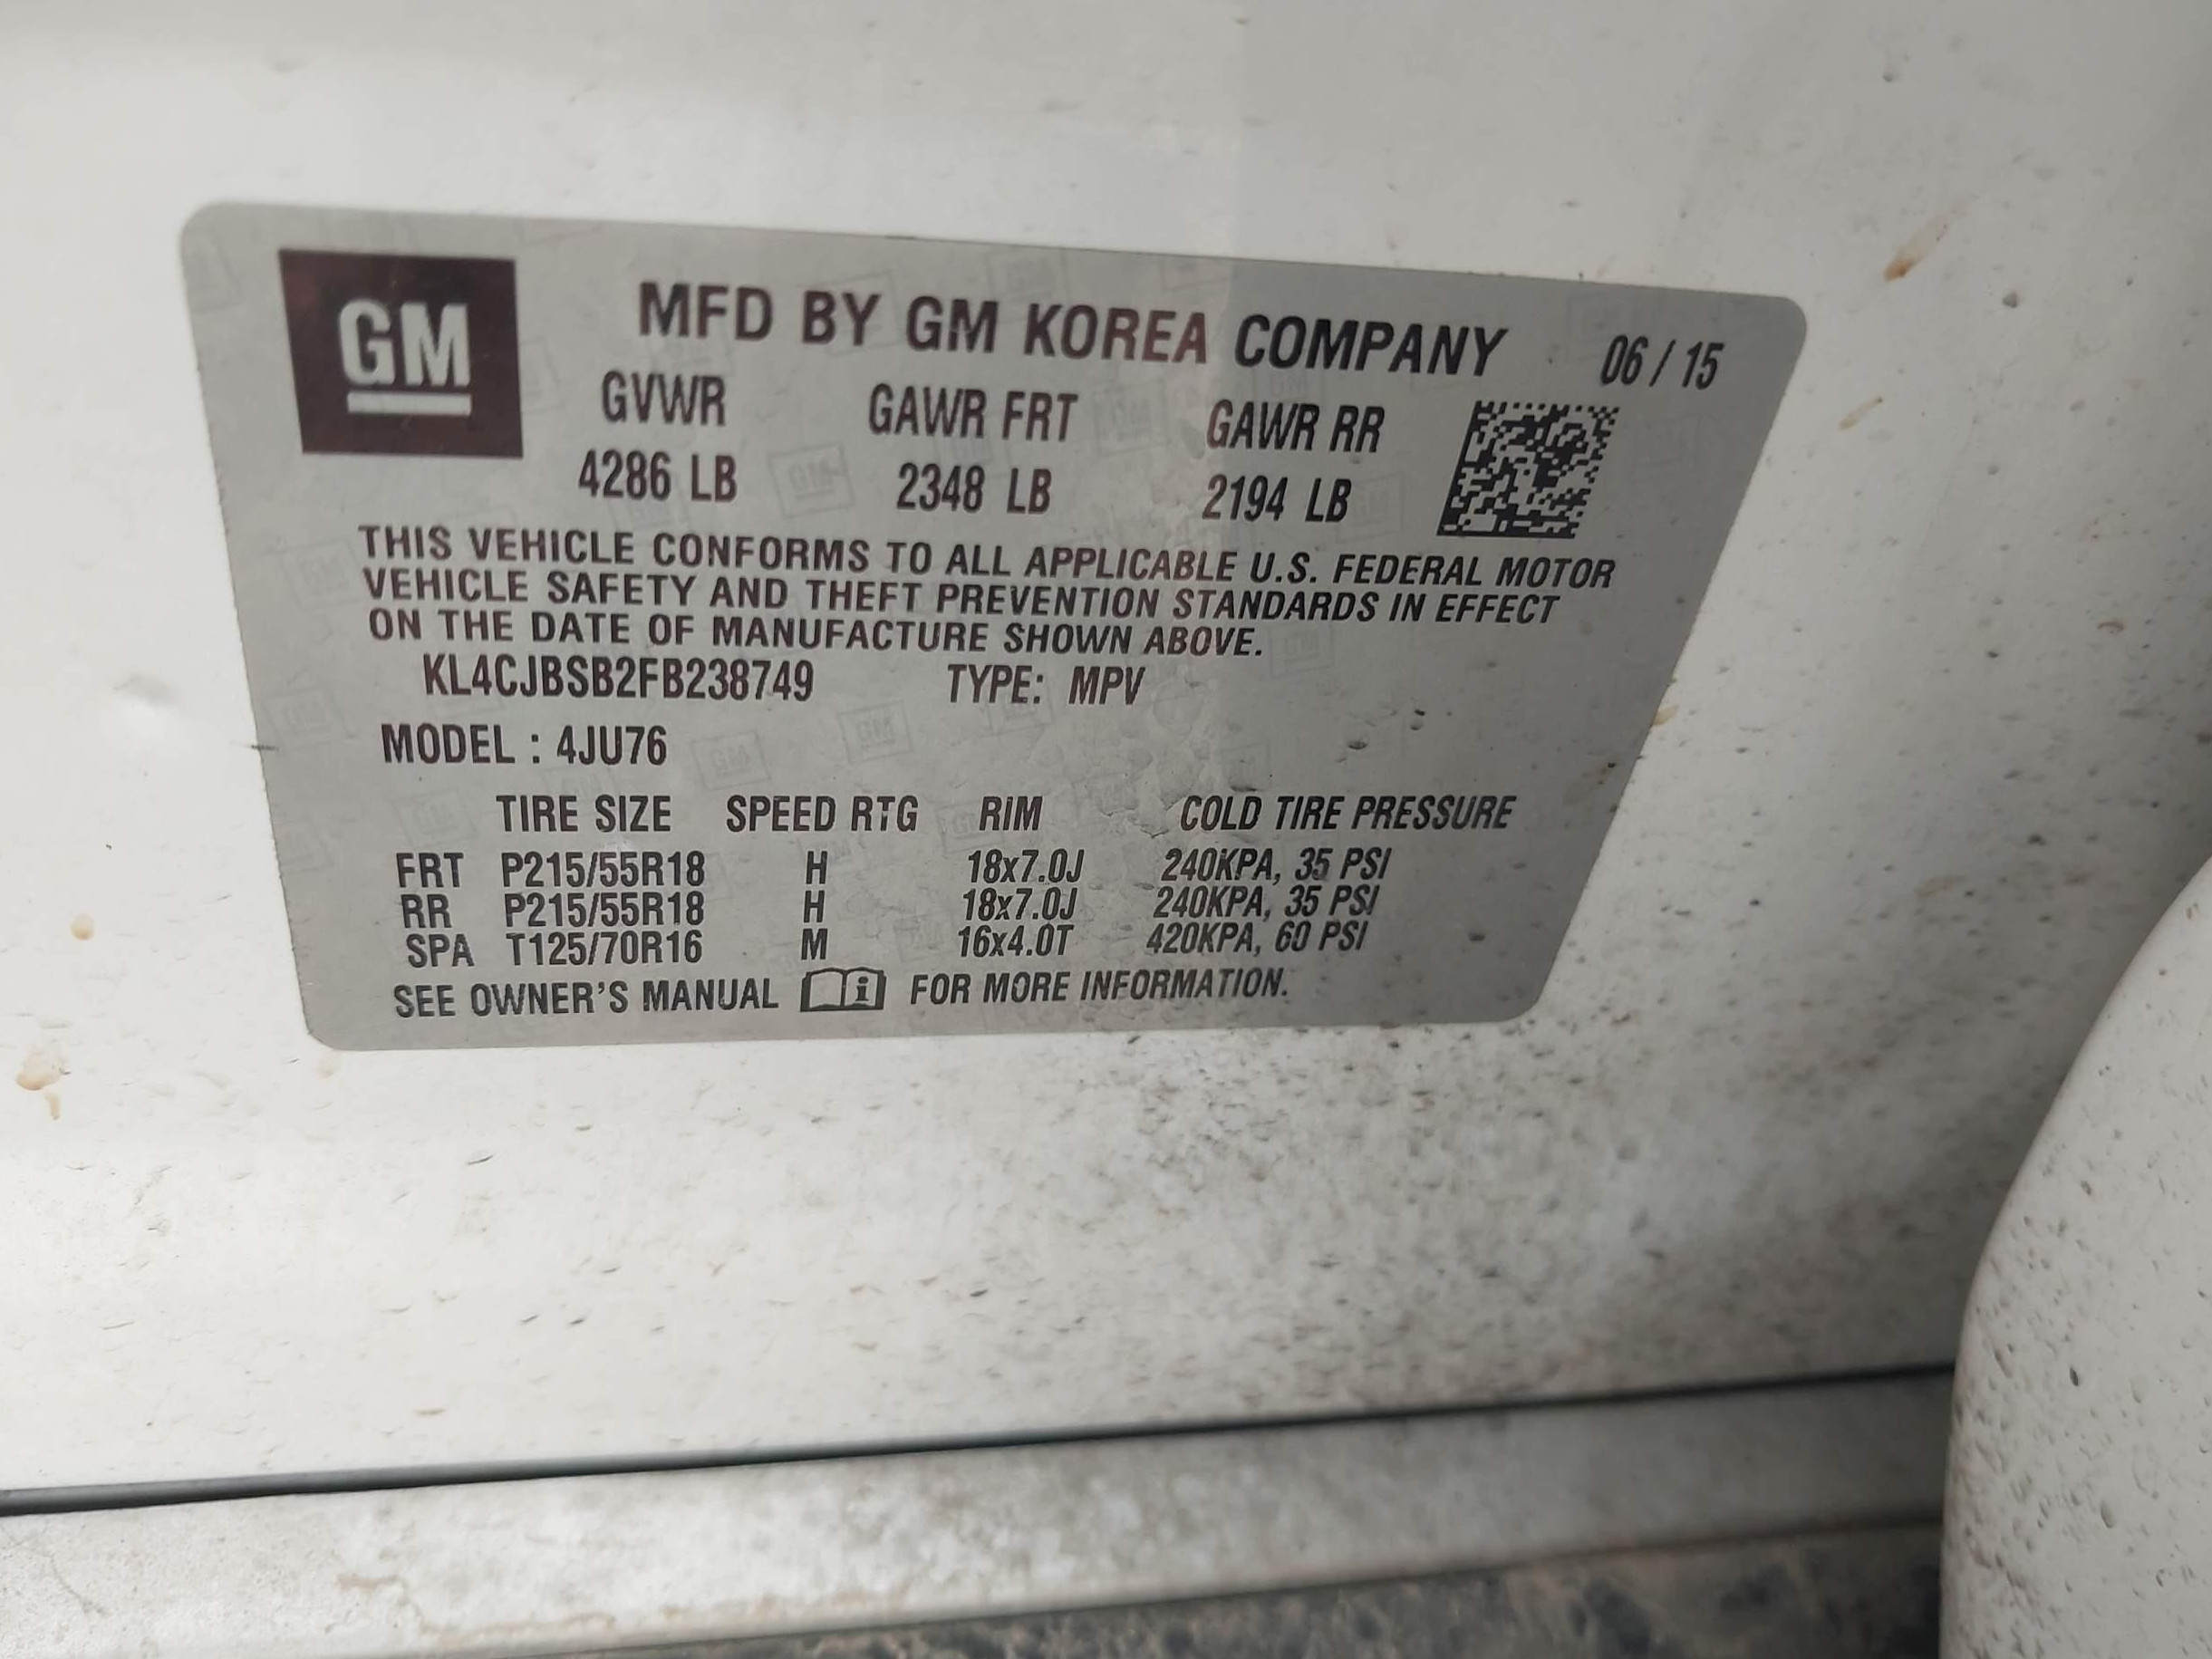 GM
MFD BY GM KOREA COMPANY 06 / 15
GVWR GAWR FRT GAWR RR
4286 LB 2348 LB 2194 LB
THIS VEHICLE CONFORMS TO ALL APPLICABLE U.S. FEDERAL MOTOR
VEHICLE SAFETY AND THEFT PREVENTION STANDARDS IN EFFECT
ON THE DATE OF MANUFACTURE SHOWN ABOVE.
KL4CJBSB2FB238749 TYPE: MPV
MODEL : 4JU76
TIRE SIZE SPEED RTG RIM COLD TIRE PRESSURE
FRT P215/55R18 H 18x7.0J 240KPA, 35 PSI
RR P215/55R18 H 18x7.0J 240KPA, 35 PSI
SPA T125/70R16 M 16x4.0T 420KPA, 60 PSI
SEE OWNER'S MANUAL i FOR MORE INFORMATION.